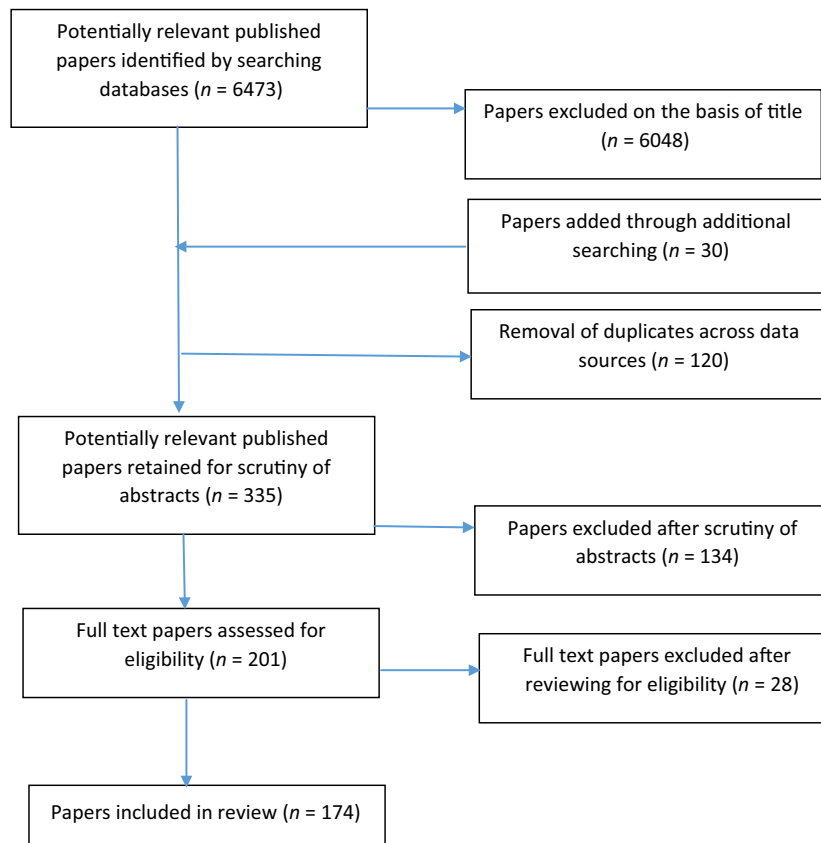 Potentially relevant published
papers identified by searching
databases (n = 6473)
Papers excluded on the basis of title
(n = 6048)
Papers added through additional
searching (n = 30)
Removal of duplicates across data
sources (n = 120)
Potentially relevant published
papers retained for scrutiny of
abstracts (n = 335)
Papers excluded after scrutiny of
abstracts (n = 134)
Full text papers assessed for
eligibility (n = 201)
Full text papers excluded after
reviewing for eligibility (n = 28)
Papers included in review (n = 174)